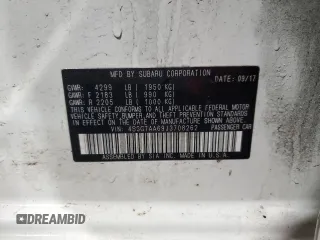 MFD BY SUBARU CORPORATION
DATE: 09/17
GVWR: 4299 LB ( 1950 KG)
GAWR: F 2183 LB ( 990 KG)
GAWR: R 2205 LB ( 1000 KG)
THIS VEHICLE CONFORMS TO ALL APPLICABLE FEDERAL MOTOR
VEHICLE SAFETY, BUMPER, AND THEFT PREVENTION STANDARDS
IN EFFECT ON THE DATE OF MANUFACTURE SHOWN ABOVE.
VIN: PASSENGER CAR
ASSEMBLED BY SIA IN U.S.A.
DREAMBID